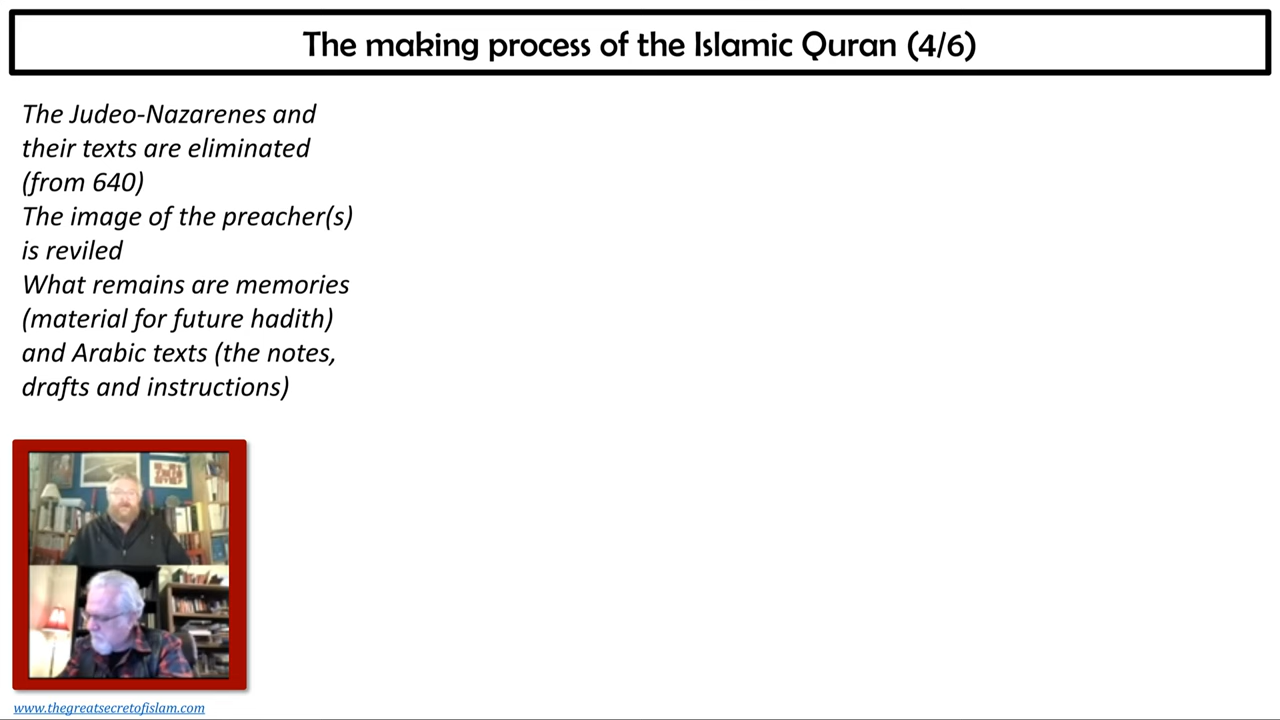 The making process of the Islamic Quran (4/6)
The Judeo-Nazarenes and
their texts are eliminated
(from 640)
The image of the preacher(s)
is reviled
What remains are memories
(material for future hadith)
and Arabic texts (the notes,
drafts and instructions)
www.thegreatsecretofislam.com